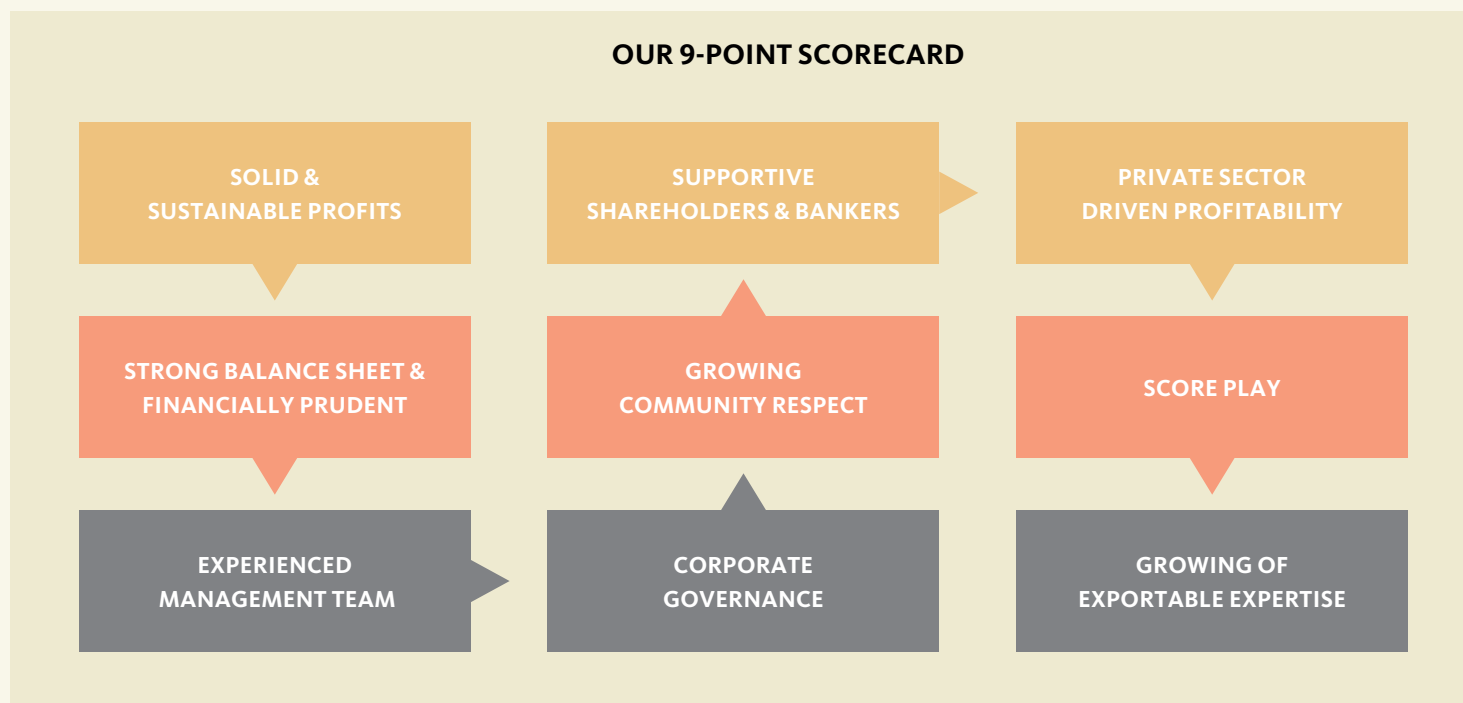 OUR 9-POINT SCORECARD
SOLID &
SUSTAINABLE PROFITS
STRONG BALANCE SHEET &
FINANCIALLY PRUDENT
EXPERIENCED
MANAGEMENT TEAM
CORPORATE
GOVERNANCE
GROWING
COMMUNITY RESPECT
SUPPORTIVE
SHAREHOLDERS & BANKERS
PRIVATE SECTOR
DRIVEN PROFITABILITY
SCORE PLAY
GROWING OF
EXPORTABLE EXPERTISE